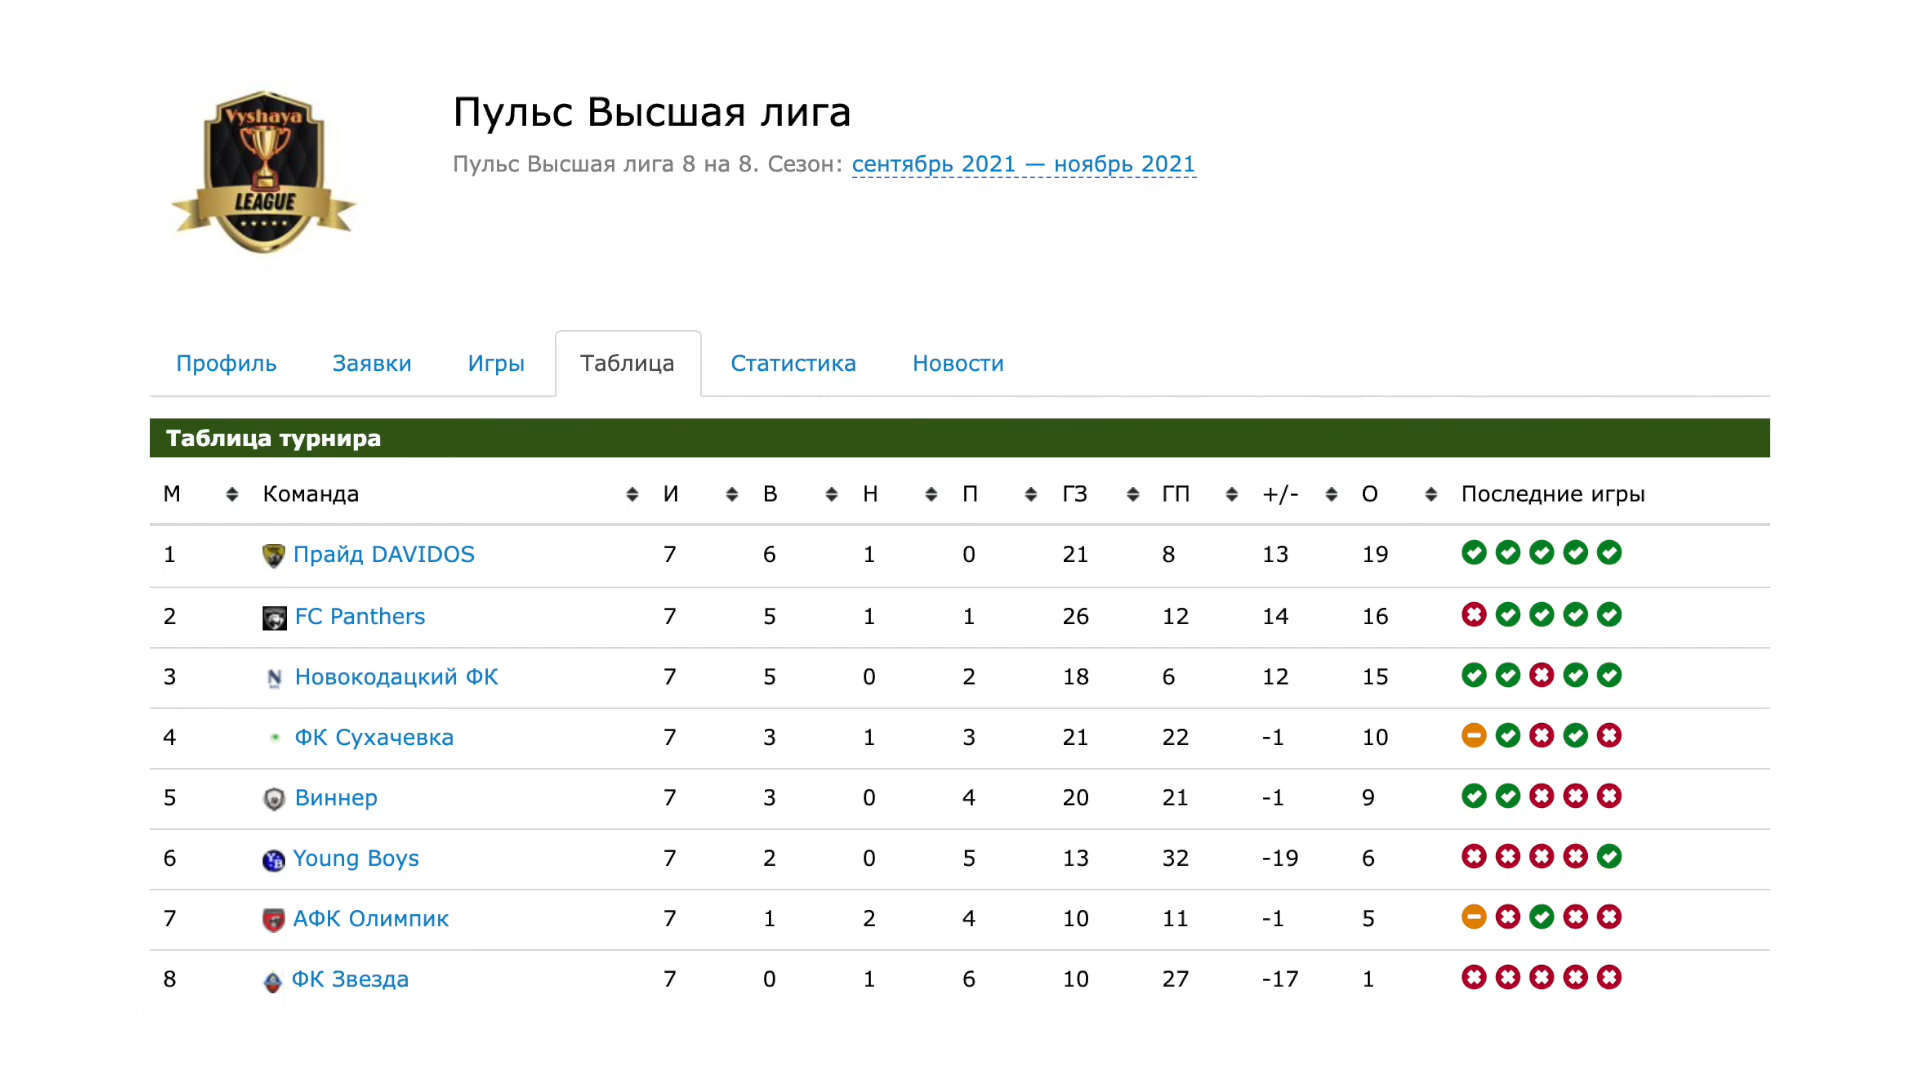 Vyshaya
LEAGUE
Пульс Высшая лига
Пульс Высшая лига 8 на 8. Сезон: сентябрь 2021 — ноябрь 2021
Профиль Заявки Игры Таблица Статистика Новости
Таблица турнира
М Команда И В Н П ГЗ ГП +/- О Последние игры
1 Прайд DAVIDOS 7 6 1 0 21 8 13 19
2 FC Panthers 7 5 1 1 26 12 14 16
3 Новокодацкий ФК 7 5 0 2 18 6 12 15
4 ФК Сухачевка 7 3 1 3 21 22 -1 10
5 Виннер 7 3 0 4 20 21 -1 9
6 Young Boys 7 2 0 5 13 32 -19 6
7 АФК Олимпик 7 1 2 4 10 11 -1 5
8 ФК Звезда 7 0 1 6 10 27 -17 1